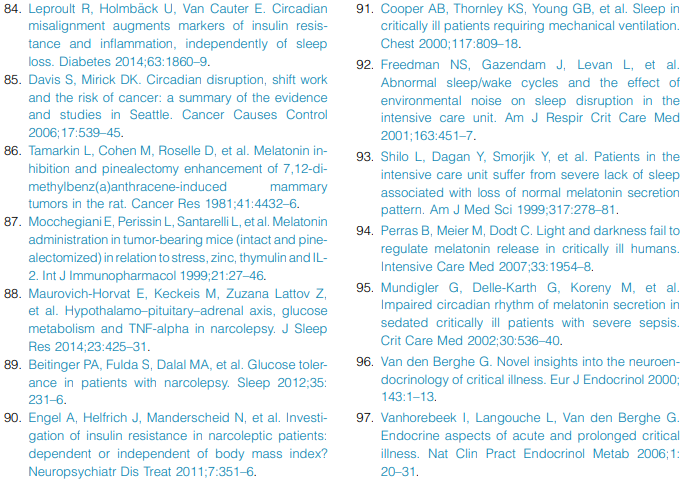 84. Leproult R, Holmbäck U, Van Cauter E. Circadian
misalignment augments markers of insulin resis-
tance and inflammation, independently of sleep
loss. Diabetes 2014;63:1860–9.
85. Davis S, Mirick DK. Circadian disruption, shift work
and the risk of cancer: a summary of the evidence
and studies in Seattle. Cancer Causes Control
2006;17:539–45.
86. Tamarkin L, Cohen M, Roselle D, et al. Melatonin in-
hibition and pinealectomy enhancement of 7,12-di-
methylbenz(a)anthracene-induced mammary
tumors in the rat. Cancer Res 1981;41:4432–6.
87. Mocchegiani E, Perissin L, Santarelli L, et al. Melatonin
administration in tumor-bearing mice (intact and pine-
alectomized) in relation to stress, zinc, thymulin and IL-
2. Int J Immunopharmacol 1999;21:27–46.
88. Maurovich-Horvat E, Keckeis M, Zuzana Lattov Z,
et al. Hypothalamo–pituitary–adrenal axis, glucose
metabolism and TNF-alpha in narcolepsy. J Sleep
Res 2014;23:425–31.
89. Beitinger PA, Fulda S, Dalal MA, et al. Glucose toler-
ance in patients with narcolepsy. Sleep 2012;35:
231–6.
90. Engel A, Helfrich J, Manderscheid N, et al. Investi-
gation of insulin resistance in narcoleptic patients:
dependent or independent of body mass index?
Neuropsychiatr Dis Treat 2011;7:351–6.
91. Cooper AB, Thornley KS, Young GB, et al. Sleep in
critically ill patients requiring mechanical ventilation.
Chest 2000;117:809–18.
92. Freedman NS, Gazendam J, Levan L, et al.
Abnormal sleep/wake cycles and the effect of
environmental noise on sleep disruption in the
intensive care unit. Am J Respir Crit Care Med
2001;163:451–7.
93. Shilo L, Dagan Y, Smorjik Y, et al. Patients in the
intensive care unit suffer from severe lack of sleep
associated with loss of normal melatonin secretion
pattern. Am J Med Sci 1999;317:278–81.
94. Perras B, Meier M, Dodt C. Light and darkness fail to
regulate melatonin release in critically ill humans.
Intensive Care Med 2007;33:1954–8.
95. Mundigler G, Delle-Karth G, Koreny M, et al.
Impaired circadian rhythm of melatonin secretion in
sedated critically ill patients with severe sepsis.
Crit Care Med 2002;30:536–40.
96. Van den Berghe G. Novel insights into the neuroen-
docrinology of critical illness. Eur J Endocrinol 2000;
143:1–13.
97. Vanhorebeek I, Langouche L, Van den Berghe G.
Endocrine aspects of acute and prolonged critical
illness. Nat Clin Pract Endocrinol Metab 2006;1:
20–31.